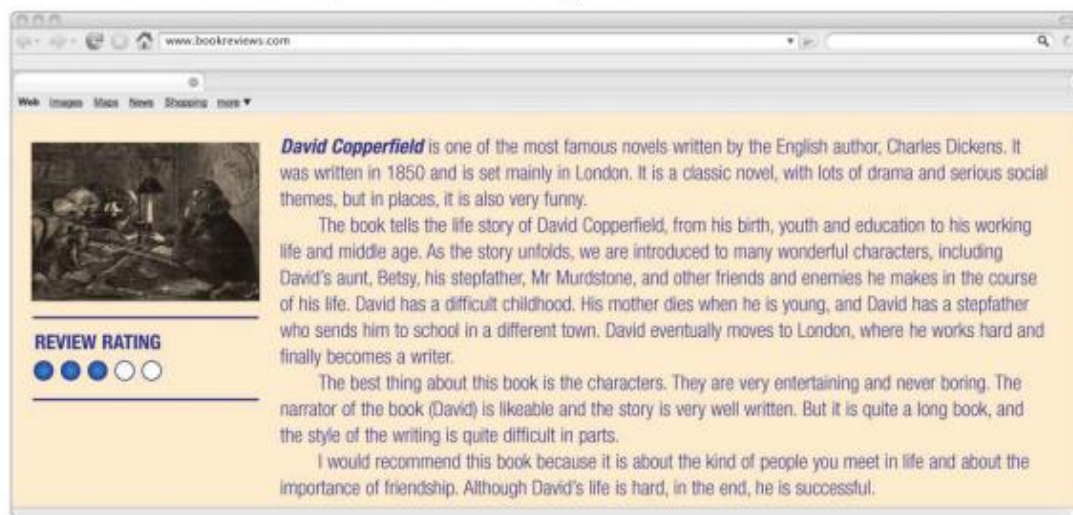 www.bookreviews.com
Web Images Maps News Shopping more ▼
David Copperfield is one of the most famous novels written by the English author, Charles Dickens. It
was written in 1850 and is set mainly in London. It is a classic novel, with lots of drama and serious social
themes, but in places, it is also very funny.
The book tells the life story of David Copperfield, from his birth, youth and education to his working
life and middle age. As the story unfolds, we are introduced to many wonderful characters, including
David's aunt, Betsy, his stepfather, Mr Murdstone, and other friends and enemies he makes in the course
of his life. David has a difficult childhood. His mother dies when he is young, and David has a stepfather
who sends him to school in a different town. David eventually moves to London, where he works hard and
finally becomes a writer.
The best thing about this book is the characters. They are very entertaining and never boring. The
narrator of the book (David) is likeable and the story is very well written. But it is quite a long book, and
the style of the writing is quite difficult in parts.
I would recommend this book because it is about the kind of people you meet in life and about the
importance of friendship. Although David's life is hard, in the end, he is successful.
REVIEW RATING